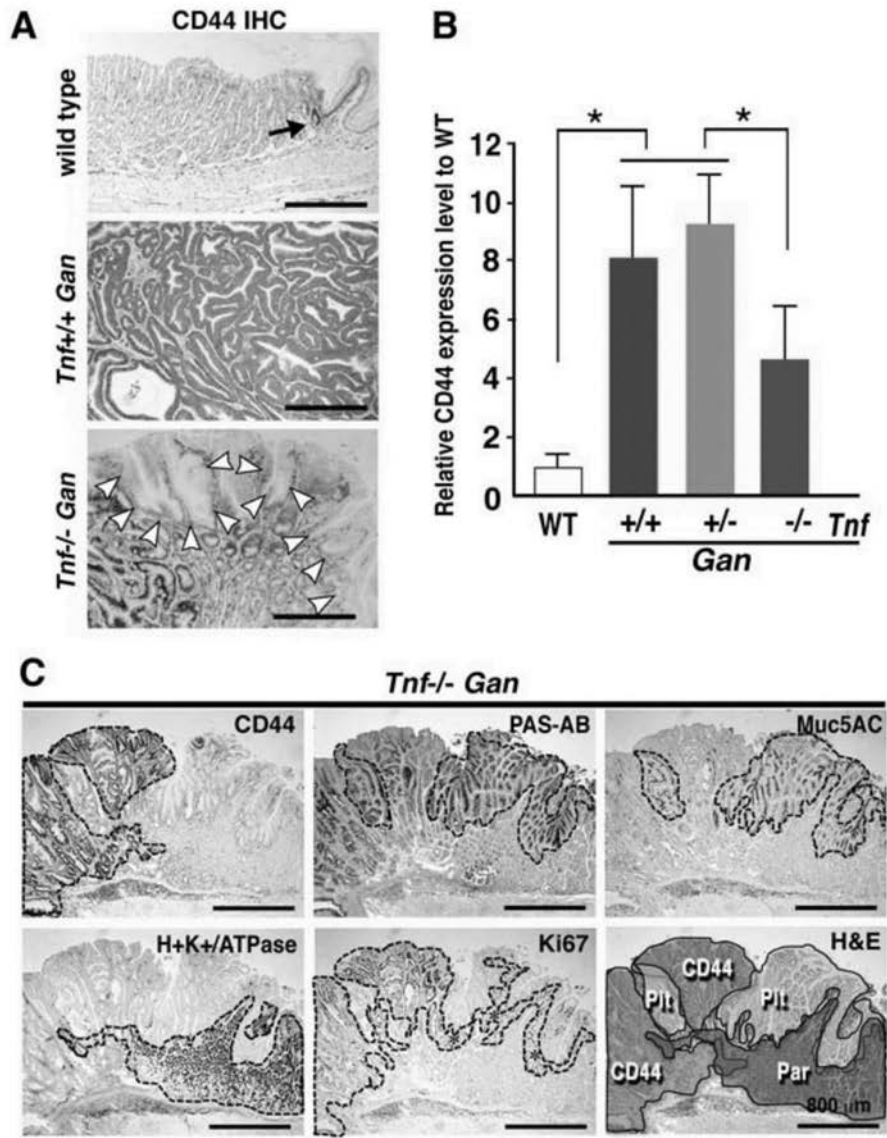 A
CD44 IHC
wild type
Tnf+/+ Gan
Tnf-/- Gan
B
Relative CD44 expression level to WT
* *
12
10
8
6
4
2
0
WT +/+ +/- -/- Tnf
Gan
C
Tnf-/- Gan
CD44
PAS-AB
Muc5AC
H+K+/ATPase
Ki67
H&E
CD44
Pit
Pit
CD44
Par
800 μm